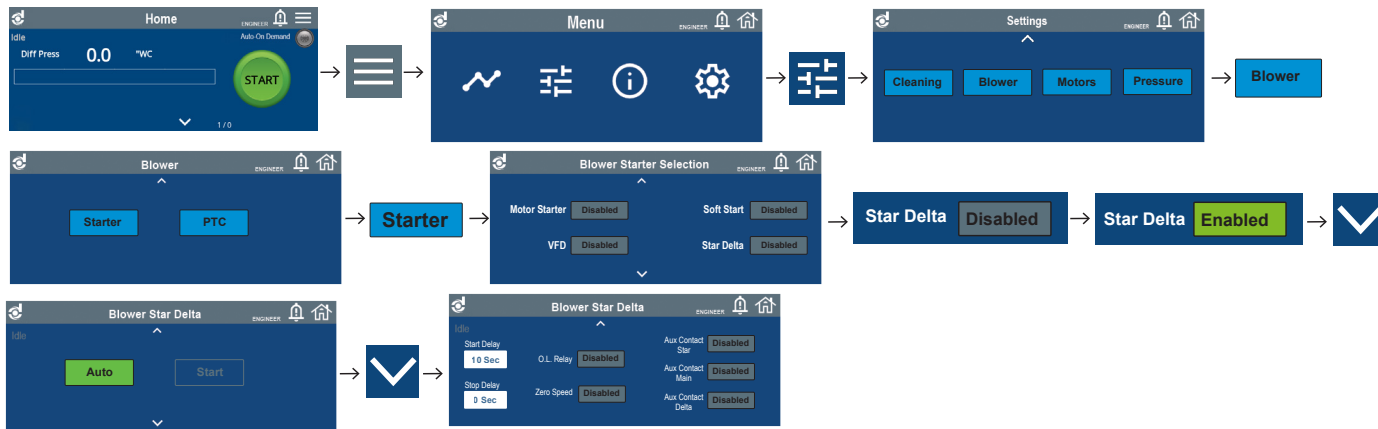 Home
ENGINEER
Idle
Auto On Demand
Diff Press 0.0 "WC
START
1 / 0
Menu
ENGINEER
Settings
ENGINEER
Cleaning Blower Motors Pressure
Blower
Blower
ENGINEER
Starter PTC
Starter
Blower Starter Selection
ENGINEER
Motor Starter Disabled Soft Start Disabled
VFD Disabled Star Delta Disabled
Star Delta Disabled
Star Delta Enabled
Blower Star Delta
ENGINEER
Idle
Auto Start
Blower Star Delta
ENGINEER
Idle
Start Delay
10 Sec
Stop Delay
0 Sec
O.L. Relay Disabled
Zero Speed Disabled
Aux Contact
Star
Disabled
Aux Contact
Main
Disabled
Aux Contact
Delta
Disabled